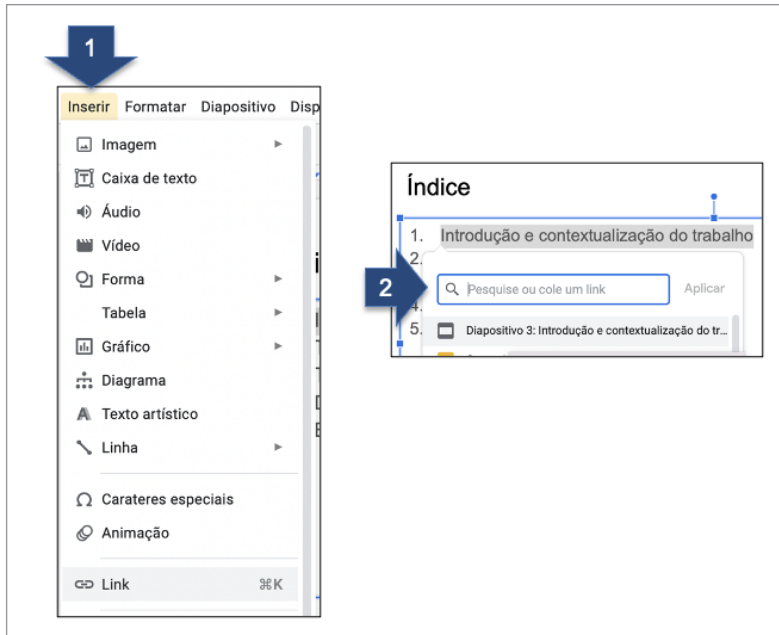 1
Inserir Formatar Diapositivo Disp
Imagem
Caixa de texto
Áudio
Vídeo
Forma
Tabela
Gráfico
Diagrama
Texto artístico
Linha
Carateres especiais
Animação
Link ⌘K
Índice
1. Introdução e contextualização do trabalho
2.
2 Pesquise ou cole um link Aplicar
4.
5. Diapositivo 3: Introdução e contextualização do tr...